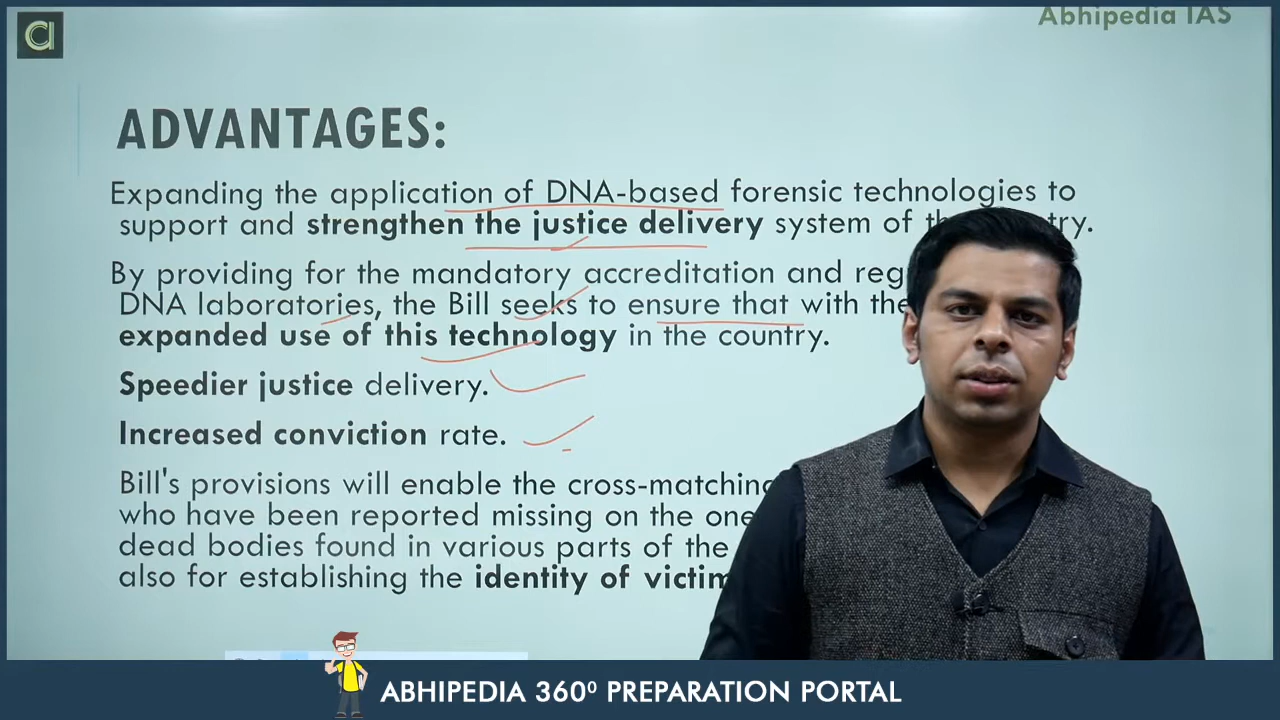 Abhipedia IAS
ADVANTAGES:
Expanding the application of DNA-based forensic technologies to
support and strengthen the justice delivery system of
By providing for the mandatory accreditation and
DNA laboratories, the Bill seeks to ensure that with the
expanded use of this technology in the country.
Speedier justice delivery.
Increased conviction rate.
Bill's provisions will enable the cross-matching
who have been reported missing on the one
dead bodies found in various parts of the
also for establishing the identity of
ABHIPEDIA 360⁰ PREPARATION PORTAL